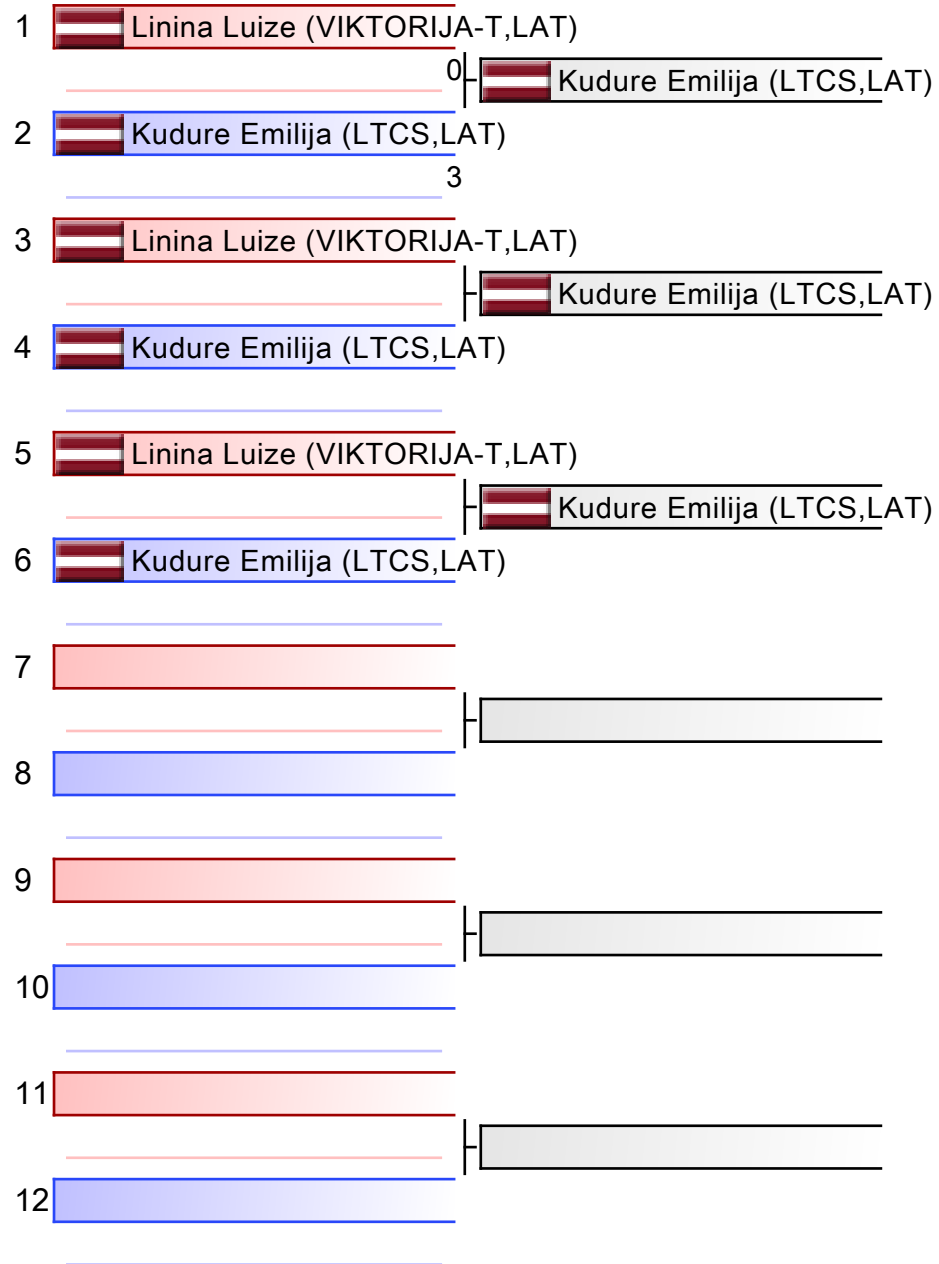 1 Linina Luize (VIKTORIJA-T,LAT)
0 Kudure Emilija (LTCS,LAT)
2 Kudure Emilija (LTCS,LAT)
3
3 Linina Luize (VIKTORIJA-T,LAT)
Kudure Emilija (LTCS,LAT)
4 Kudure Emilija (LTCS,LAT)
5 Linina Luize (VIKTORIJA-T,LAT)
Kudure Emilija (LTCS,LAT)
6 Kudure Emilija (LTCS,LAT)
7
8
9
10
11
12